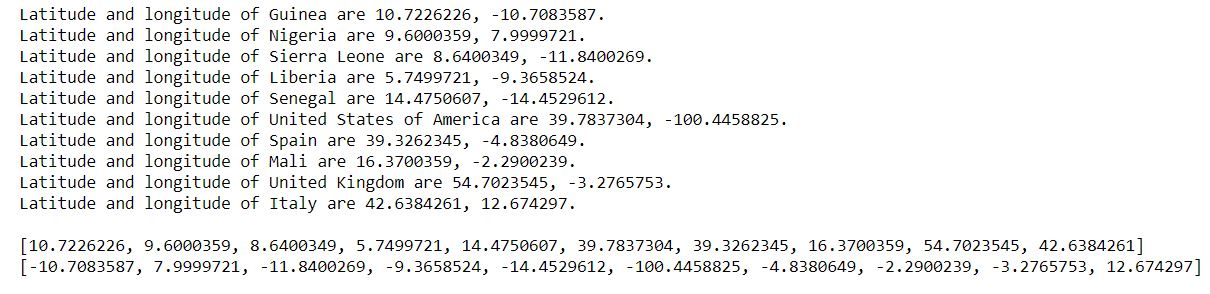 Latitude and longitude of Guinea are 10.7226226, -10.7083587.
Latitude and longitude of Nigeria are 9.6000359, 7.9999721.
Latitude and longitude of Sierra Leone are 8.6400349, -11.8400269.
Latitude and longitude of Liberia are 5.7499721, -9.3658524.
Latitude and longitude of Senegal are 14.4750607, -14.4529612.
Latitude and longitude of United States of America are 39.7837304, -100.4458825.
Latitude and longitude of Spain are 39.3262345, -4.8380649.
Latitude and longitude of Mali are 16.3700359, -2.2900239.
Latitude and longitude of United Kingdom are 54.7023545, -3.2765753.
Latitude and longitude of Italy are 42.6384261, 12.674297.
[10.7226226, 9.6000359, 8.6400349, 5.7499721, 14.4750607, 39.7837304, 39.3262345, 16.3700359, 54.7023545, 42.6384261]
[-10.7083587, 7.9999721, -11.8400269, -9.3658524, -14.4529612, -100.4458825, -4.8380649, -2.2900239, -3.2765753, 12.674297]